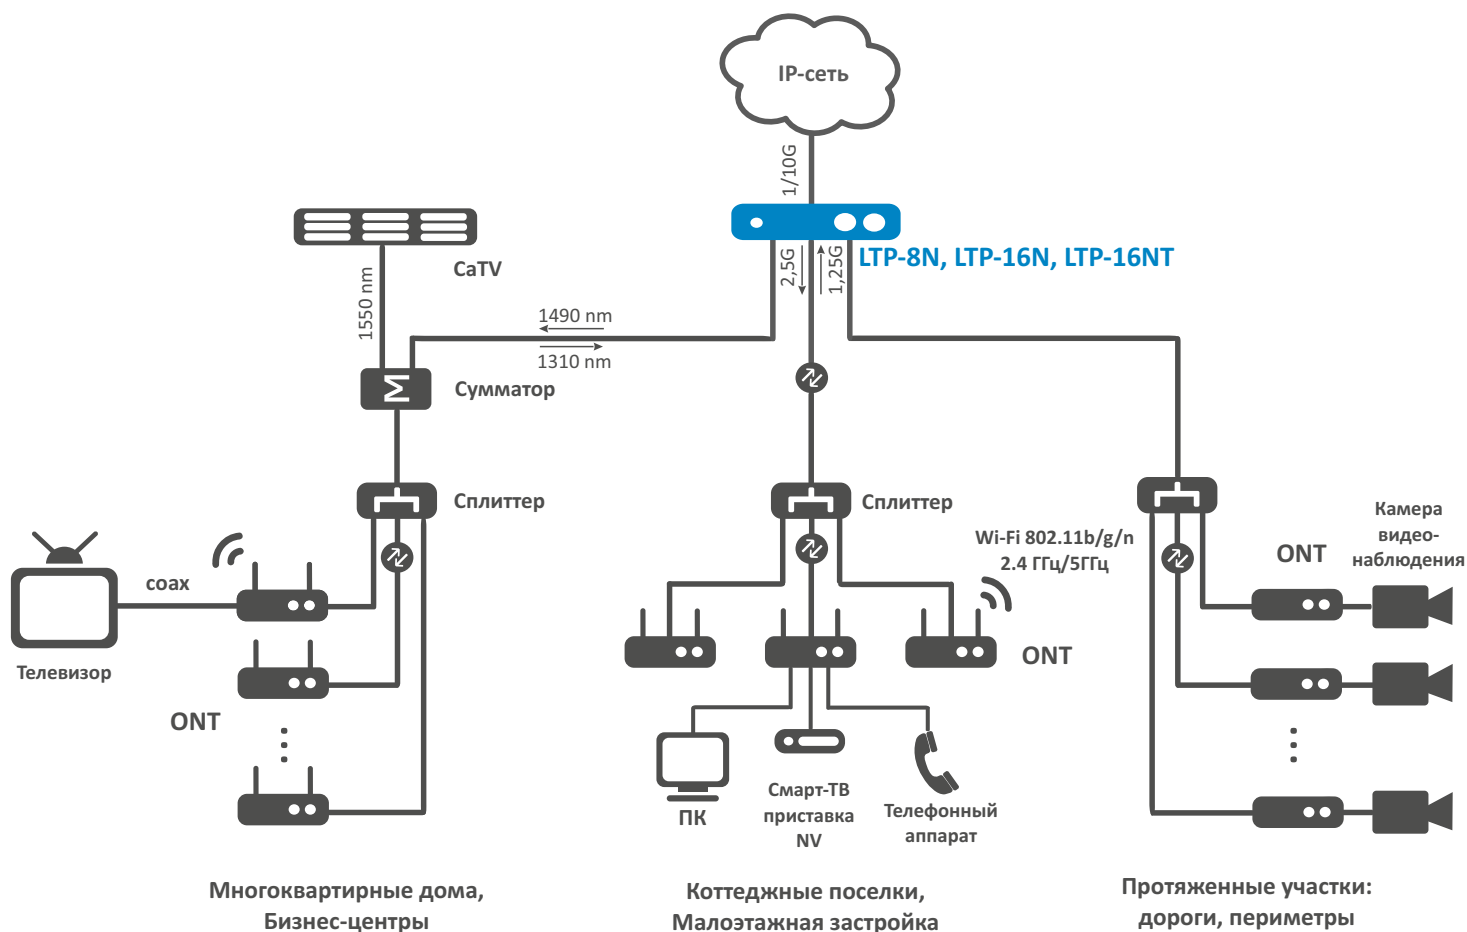 IP-сеть
1/10G
LTP-8N, LTP-16N, LTP-16NT
2,5G
1,25G
CaTV
1550 nm
1490 nm
1310 nm
Сумматор
Сплиттер
Сплиттер
Wi-Fi 802.11b/g/n
2.4 ГГц/5ГГц
Камера
видео-
наблюдения
ONT
coax
Телевизор
ONT
ONT
ПК
Смарт-ТВ
приставка
NV
Телефонный
аппарат
Многоквартирные дома,
Бизнес-центры
Коттеджные поселки,
Малоэтажная застройка
Протяженные участки:
дороги, периметры